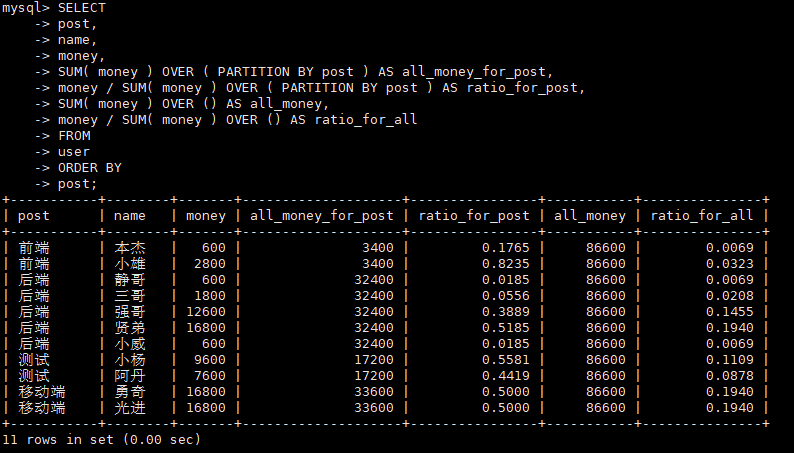 mysql> SELECT
    -> post,
    -> name,
    -> money,
    -> SUM( money ) OVER ( PARTITION BY post ) AS all_money_for_post,
    -> money / SUM( money ) OVER ( PARTITION BY post ) AS ratio_for_post,
    -> SUM( money ) OVER () AS all_money,
    -> money / SUM( money ) OVER () AS ratio_for_all
    -> FROM
    -> user
    -> ORDER BY
    -> post;
+-----------+--------+-------+--------------------+----------------+-----------+---------------+
| post      | name   | money | all_money_for_post | ratio_for_post | all_money | ratio_for_all |
+-----------+--------+-------+--------------------+----------------+-----------+---------------+
| 前端      | 本杰   |   600 |               3400 |         0.1765 |     86600 |        0.0069 |
| 前端      | 小雄   |  2800 |               3400 |         0.8235 |     86600 |        0.0323 |
| 后端      | 静哥   |   600 |              32400 |         0.0185 |     86600 |        0.0069 |
| 后端      | 三哥   |  1800 |              32400 |         0.0556 |     86600 |        0.0208 |
| 后端      | 强哥   | 12600 |              32400 |         0.3889 |     86600 |        0.1455 |
| 后端      | 贤弟   | 16800 |              32400 |         0.5185 |     86600 |        0.1940 |
| 后端      | 小威   |   600 |              32400 |         0.0185 |     86600 |        0.0069 |
| 测试      | 小杨   |  9600 |              17200 |         0.5581 |     86600 |        0.1109 |
| 测试      | 阿丹   |  7600 |              17200 |         0.4419 |     86600 |        0.0878 |
| 移动端    | 勇奇   | 16800 |              33600 |         0.5000 |     86600 |        0.1940 |
| 移动端    | 光进   | 16800 |              33600 |         0.5000 |     86600 |        0.1940 |
+-----------+--------+-------+--------------------+----------------+-----------+---------------+
11 rows in set (0.00 sec)